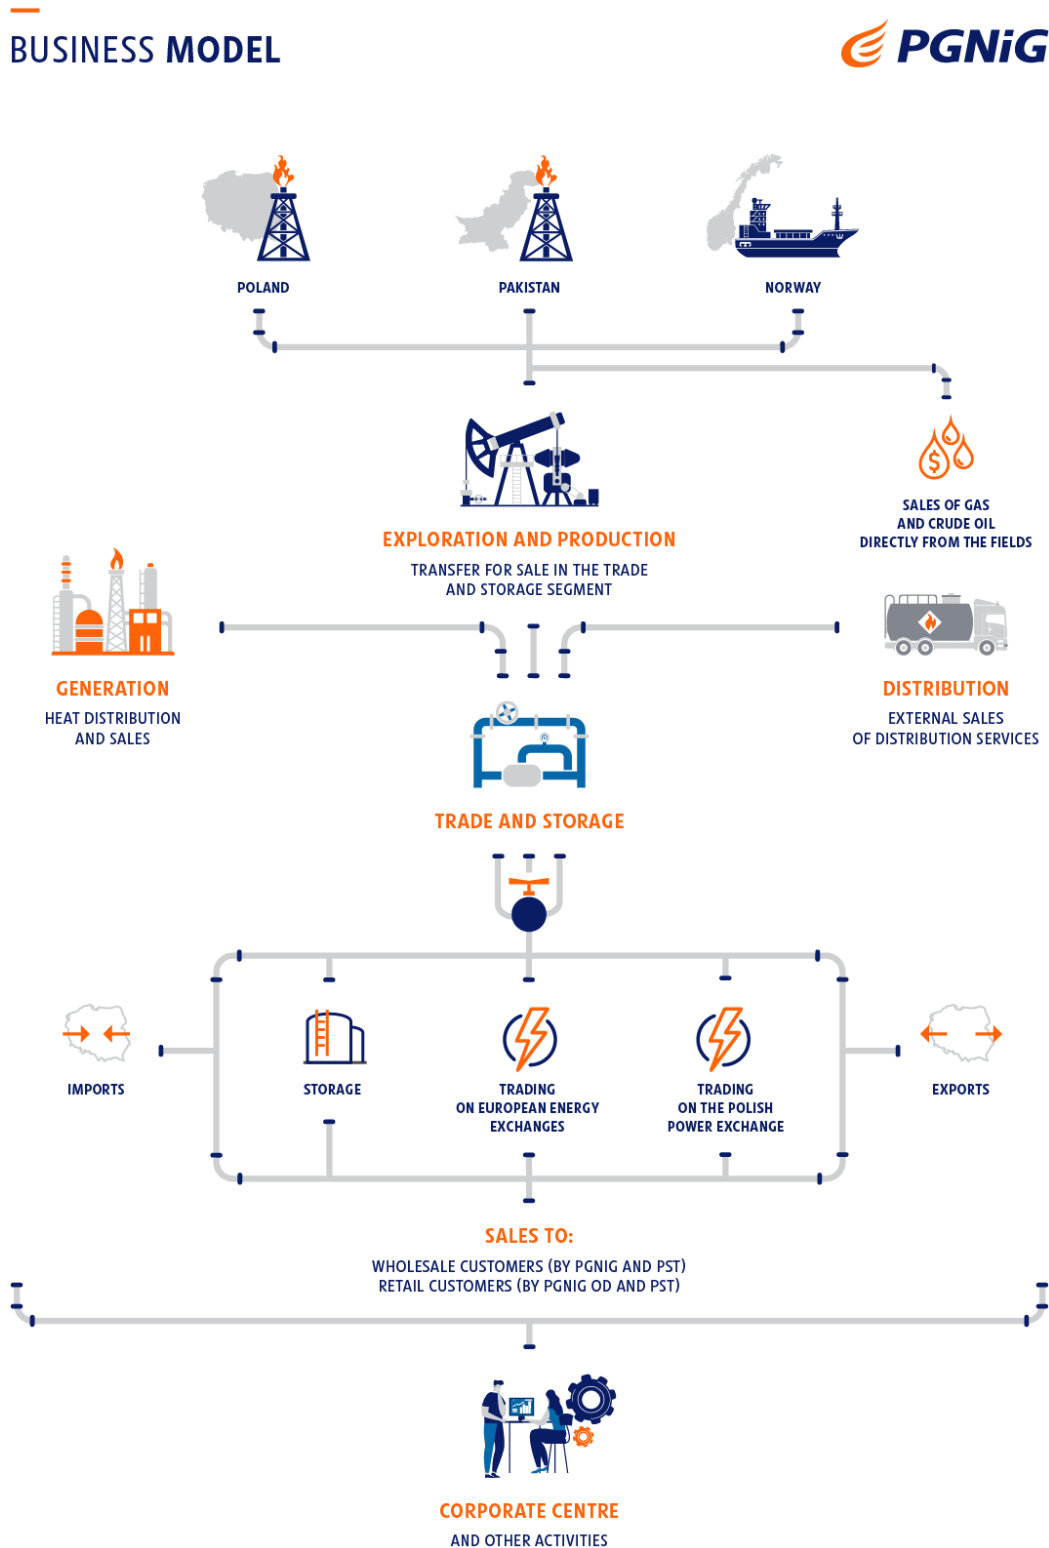 BUSINESS MODEL
PGNiG
POLAND
PAKISTAN
NORWAY
$
SALES OF GAS
AND CRUDE OIL
DIRECTLY FROM THE FIELDS
EXPLORATION AND PRODUCTION
TRANSFER FOR SALE IN THE TRADE
AND STORAGE SEGMENT
GENERATION
HEAT DISTRIBUTION
AND SALES
DISTRIBUTION
EXTERNAL SALES
OF DISTRIBUTION SERVICES
TRADE AND STORAGE
IMPORTS
STORAGE
TRADING
ON EUROPEAN ENERGY
EXCHANGES
TRADING
ON THE POLISH
POWER EXCHANGE
EXPORTS
SALES TO:
WHOLESALE CUSTOMERS (BY PGNIG AND PST)
RETAIL CUSTOMERS (BY PGNIG OD AND PST)
CORPORATE CENTRE
AND OTHER ACTIVITIES